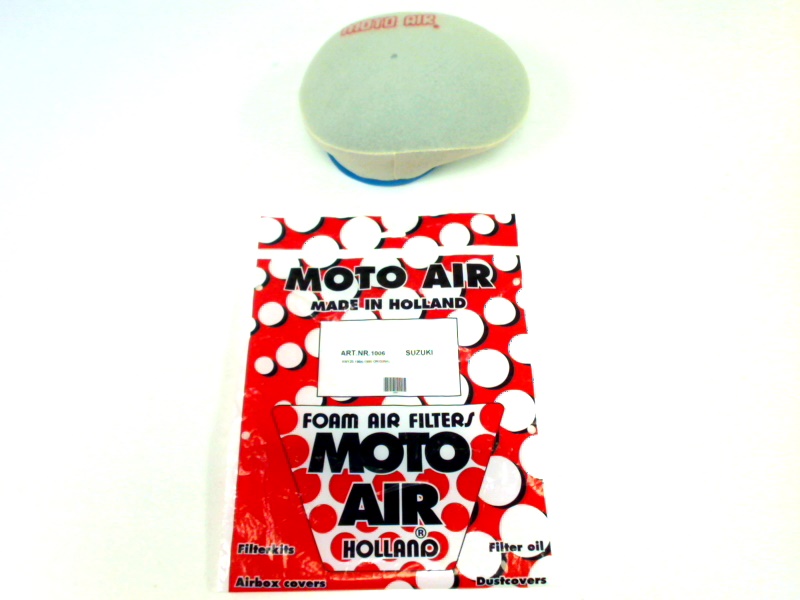 MOTO AIR
MOTO AIR
MADE IN HOLLAND
ART.NR.1006 SUZUKI
FOAM AIR FILTERS
MOTO
AIR
®
HOLLAND
Filterkits Filter oil
Airbox covers Dustcovers